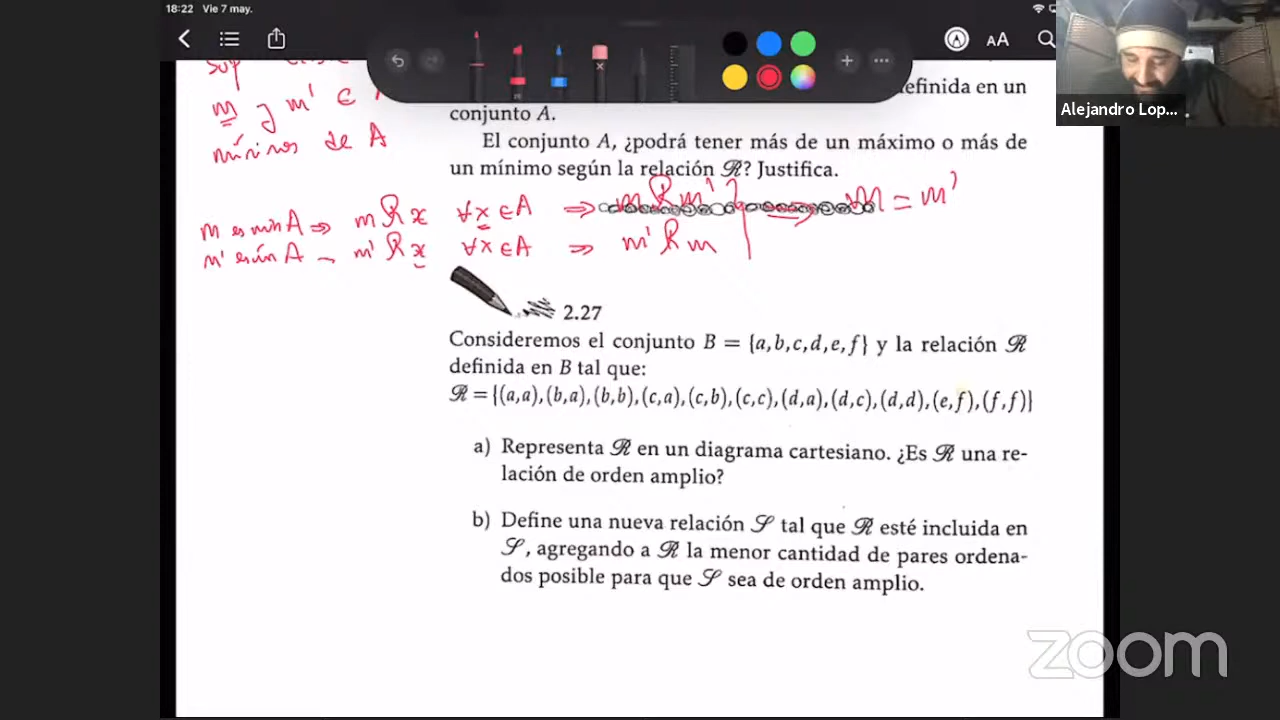 18:22 Vie 7 may.
AA
Alejandro Lop...
m y m' ∈
mínimos de A
efinida en un
conjunto A.
El conjunto A, ¿podrá tener más de un máximo o más de
un mínimo según la relación ℛ? Justifica.
m es mín A ⇒ m ℛ x ∀x ∈ A ⇒ m ℛ m' ⇒ m = m'
m' es mín A → m' ℛ x ∀x ∈ A ⇒ m' ℛ m
2.27
Consideremos el conjunto B = {a,b,c,d,e,f} y la relación ℛ
definida en B tal que:
ℛ = {(a,a),(b,a),(b,b),(c,a),(c,b),(c,c),(d,a),(d,c),(d,d),(e,f),(f,f)}
a) Representa ℛ en un diagrama cartesiano. ¿Es ℛ una re-
lación de orden amplio?
b) Define una nueva relación 𝒮 tal que ℛ esté incluida en
𝒮, agregando a ℛ la menor cantidad de pares ordena-
dos posible para que 𝒮 sea de orden amplio.
zoom